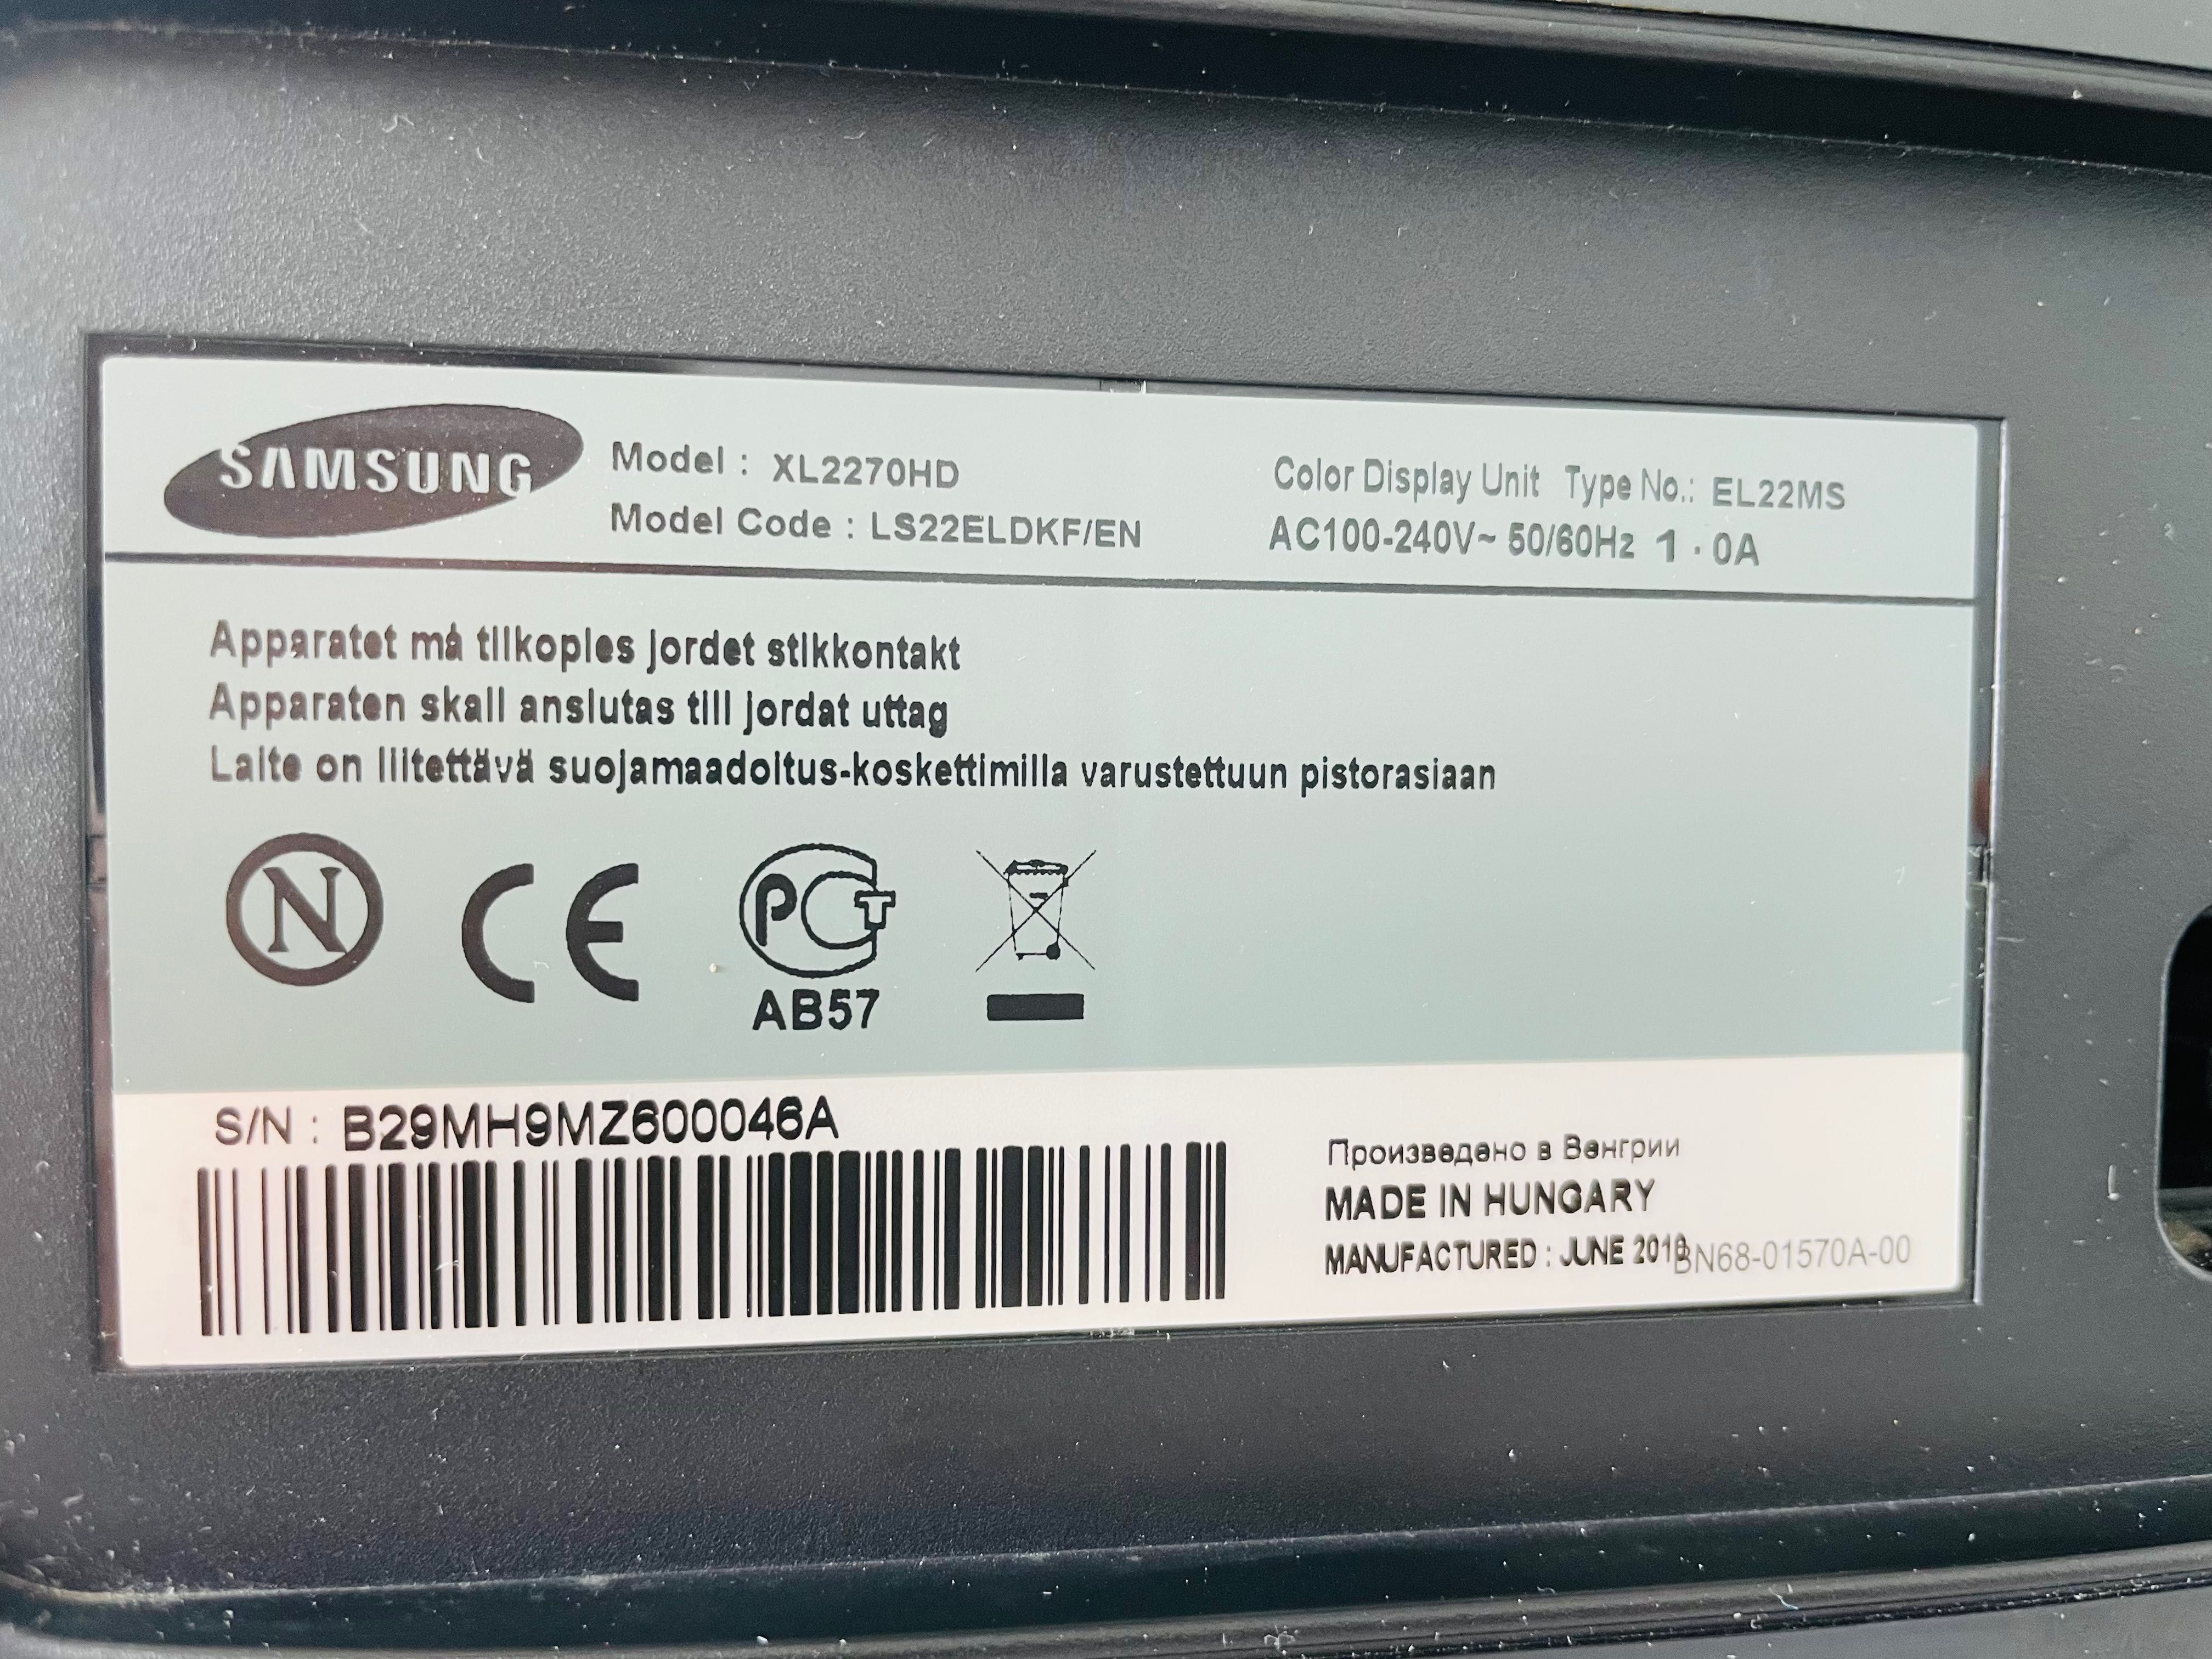 SAMSUNG
Model : XL2270HD
Model Code : LS22ELDKF/EN
Color Display Unit Type No.: EL22MS
AC100-240V~ 50/60Hz 1.0A
Apparatet må tilkoples jordet stikkontakt
Apparaten skall anslutas till jordat uttag
Laite on liitettävä suojamaadoitus-koskettimilla varustettuun pistorasiaan
N CE PCT
AB57
S/N : B29MH9MZ600046A
Произведено в Венгрии
MADE IN HUNGARY
MANUFACTURED : JUNE
BN68-01570A-00